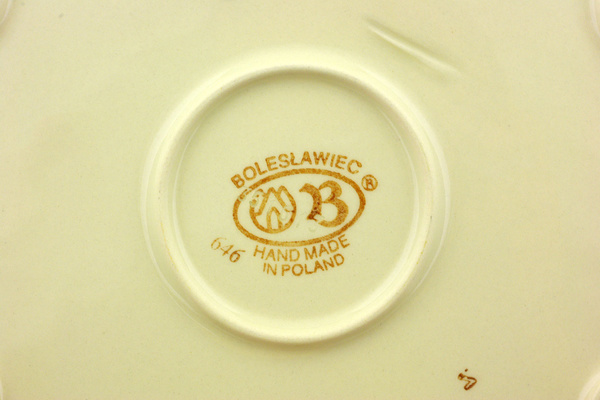 BOLESŁAWIEC ®
B
646
HAND MADE
IN POLAND